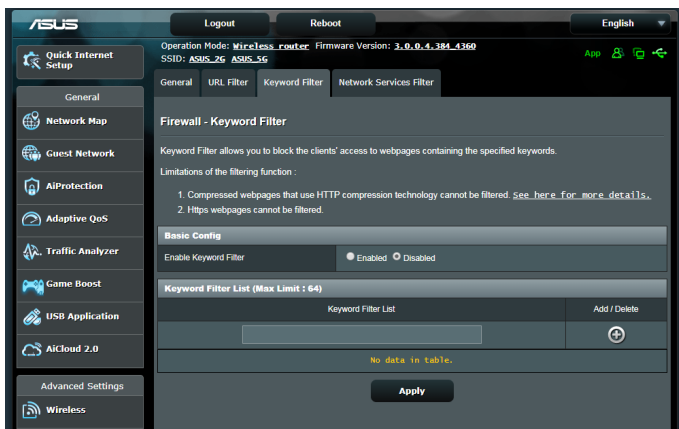 ASUS
Logout
Reboot
English
Quick Internet
Setup
Operation Mode: Wireless router Firmware Version: 3.0.0.4.384_4360
SSID: ASUS_2G ASUS_5G
App
General
URL Filter
Keyword Filter
Network Services Filter
General
Network Map
Guest Network
AiProtection
Adaptive QoS
Traffic Analyzer
Game Boost
USB Application
AiCloud 2.0
Advanced Settings
Wireless
Firewall - Keyword Filter
Keyword Filter allows you to block the clients' access to webpages containing the specified keywords.
Limitations of the filtering function :
1. Compressed webpages that use HTTP compression technology cannot be filtered. See here for more details.
2. Https webpages cannot be filtered.
Basic Config
Enable Keyword Filter
Enabled Disabled
Keyword Filter List (Max Limit : 64)
Keyword Filter List
Add / Delete
No data in table.
Apply